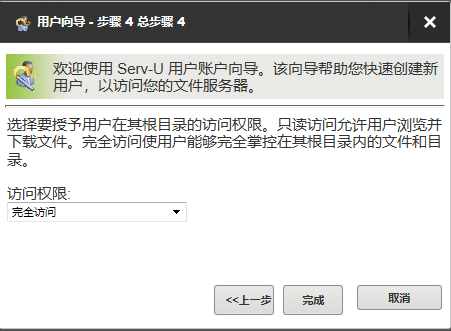 用户向导 - 步骤 4 总步骤 4
欢迎使用 Serv-U 用户账户向导。该向导帮助您快速创建新
用户，以访问您的文件服务器。
选择要授予用户在其根目录的访问权限。只读访问允许用户浏览并
下载文件。完全访问使用户能够完全掌控在其根目录内的文件和目
录。
访问权限:
完全访问
<<上一步 完成 取消